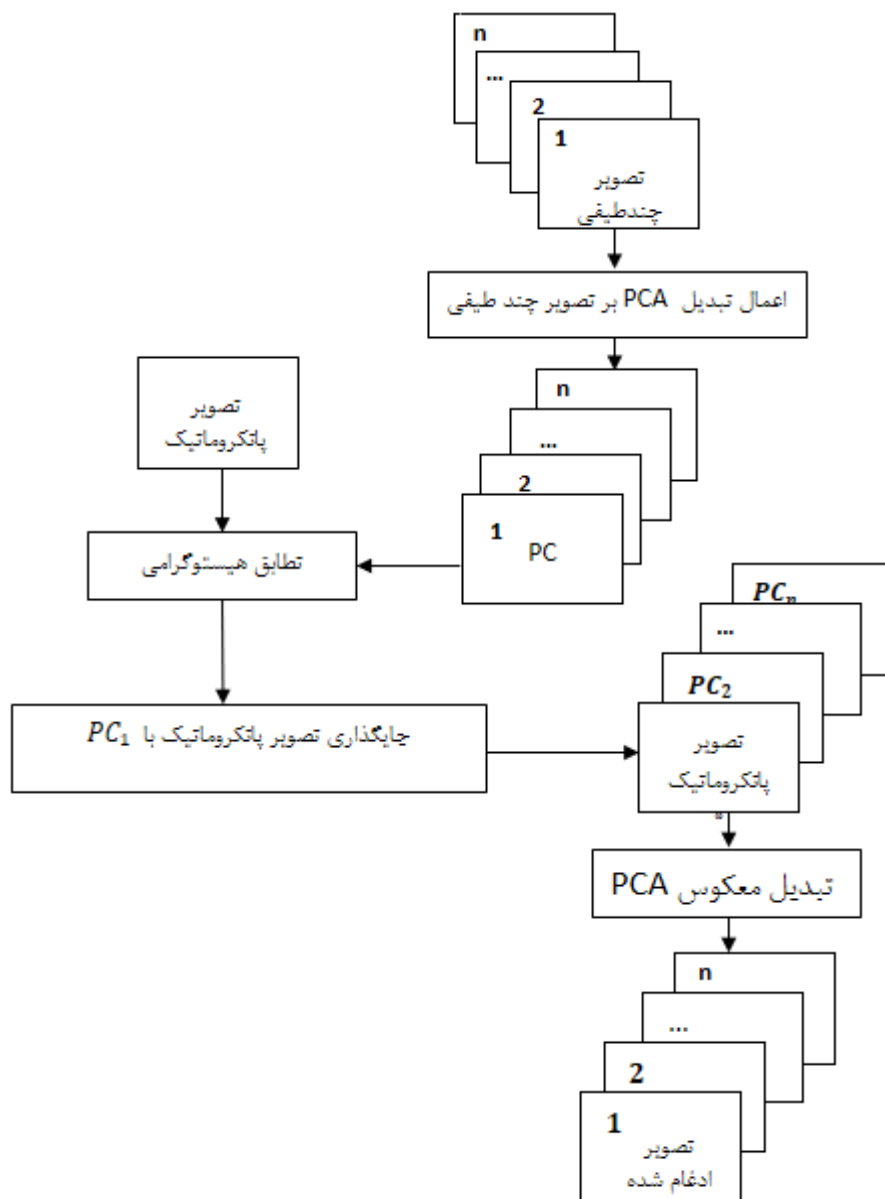 n
...
2
1
تصویر
چندطیفی
اعمال تبدیل PCA بر تصویر چند طیفی
تصویر
پانکروماتیک
n
...
2
1
PC
تطابق هیستوگرامی
PCₙ
...
PC₂
جایگذاری تصویر پانکروماتیک با PC₁
تصویر
پانکروماتیک
تبدیل معکوس PCA
n
...
2
1
تصویر
ادغام شده